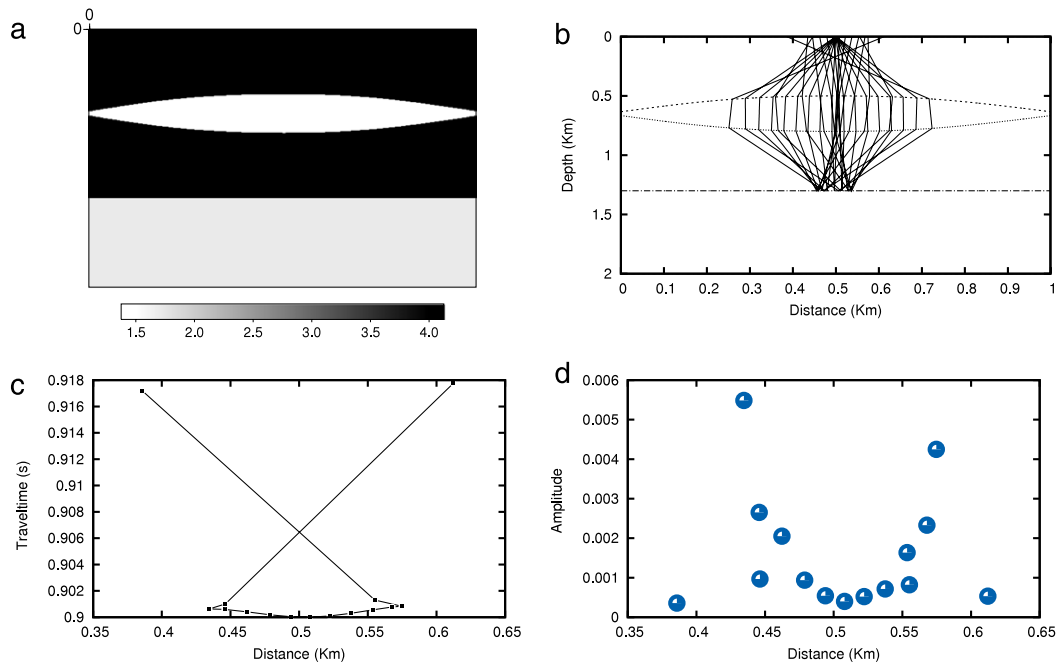 a
0
0
1.5 2.0 2.5 3.0 3.5 4.0
b
0
0.5
1
1.5
2
Depth (Km)
0 0.1 0.2 0.3 0.4 0.5 0.6 0.7 0.8 0.9 1
Distance (Km)
c
0.918
0.916
0.914
0.912
0.91
0.908
0.906
0.904
0.902
0.9
Traveltime (s)
0.35 0.4 0.45 0.5 0.55 0.6 0.65
Distance (Km)
d
0.006
0.005
0.004
0.003
0.002
0.001
0
Amplitude
0.35 0.4 0.45 0.5 0.55 0.6 0.65
Distance (Km)